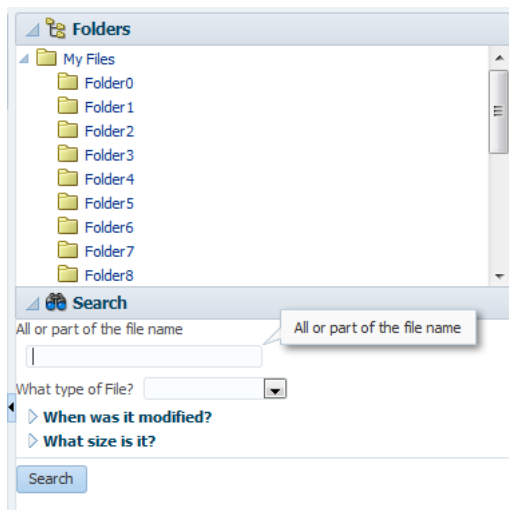 Folders
My Files
Folder0
Folder1
Folder2
Folder3
Folder4
Folder5
Folder6
Folder7
Folder8
Search
All or part of the file name
All or part of the file name
What type of File?
When was it modified?
What size is it?
Search